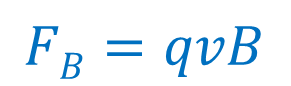 F_B = qvB